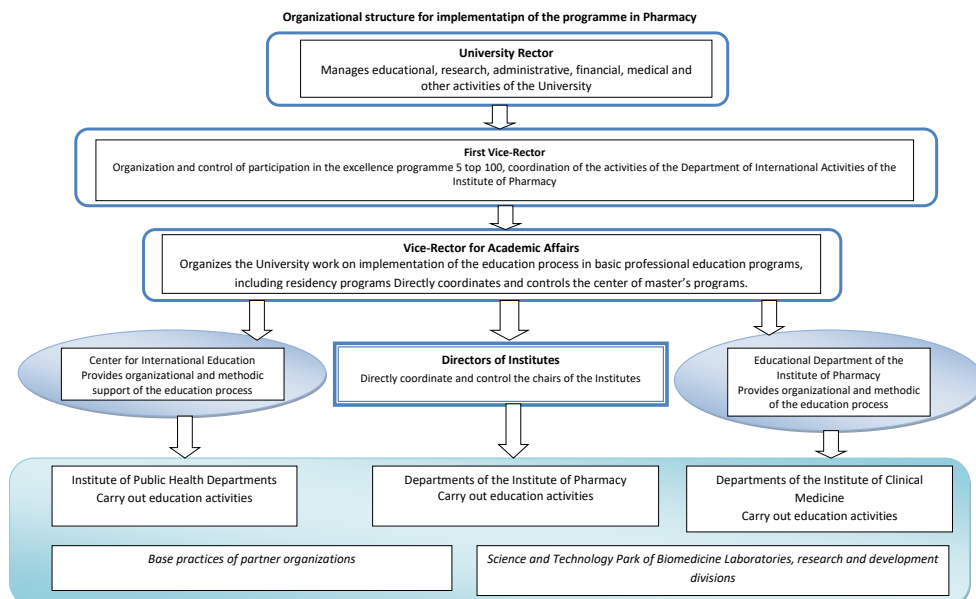 Organizational structure for implementatipn of the programme in Pharmacy
University Rector
Manages educational, research, administrative, financial, medical and
other activities of the University
First Vice-Rector
Organization and control of participation in the excellence programme 5 top 100, coordination of the activities of the Department of International Activities of the
Institute of Pharmacy
Vice-Rector for Academic Affairs
Organizes the University work on implementation of the education process in basic professional education programs,
including residency programs Directly coordinates and controls the center of master's programs.
Center for International Education
Provides organizational and methodic
support of the education process
Directors of Institutes
Directly coordinate and control the chairs of the Institutes
Educational Department of the
Institute of Pharmacy
Provides organizational and methodic
of the education process
Institute of Public Health Departments
Carry out education activities
Departments of the Institute of Pharmacy
Carry out education activities
Departments of the Institute of Clinical
Medicine
Carry out education activities
Base practices of partner organizations
Science and Technology Park of Biomedicine Laboratories, research and development
divisions